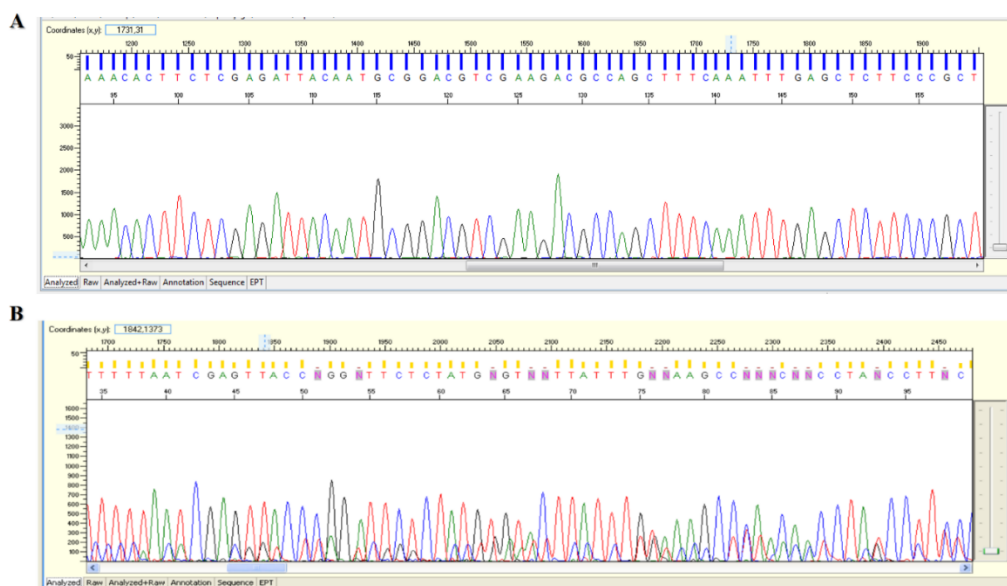 A
Coordinates (x,y): 1731,31
1200 1250 1300 1350 1400 1450 1500 1550 1600 1650 1700 1750 1800 1850 1900
50
A A A C A C T T C T C G A G A T T A C A A T G C G G A C G T C G A A G A C G C C A G C T T T C A A A T T T G A G C T C T T C C C G C T
95 100 105 110 115 120 125 130 135 140 145 150 155
3000
2500
2000
1500
1000
500
Analyzed Raw Analyzed+Raw Annotation Sequence EPT
B
Coordinates (x,y): 1842,1373
1700 1750 1800 1850 1900 1950 2000 2050 2100 2150 2200 2250 2300 2350 2400 2450
50
T T T T T A A T C G A G T T A C C N G G N T T C T C T A T G N G T N N T T A T T T G N N A A G C C N N N C N N C C T A N C C T T N C
35 40 45 50 55 60 65 70 75 80 85 90 95
1600
1500
1400
1300
1200
1100
1000
900
800
700
600
500
400
300
200
100
Analyzed Raw Analyzed+Raw Annotation Sequence EPT